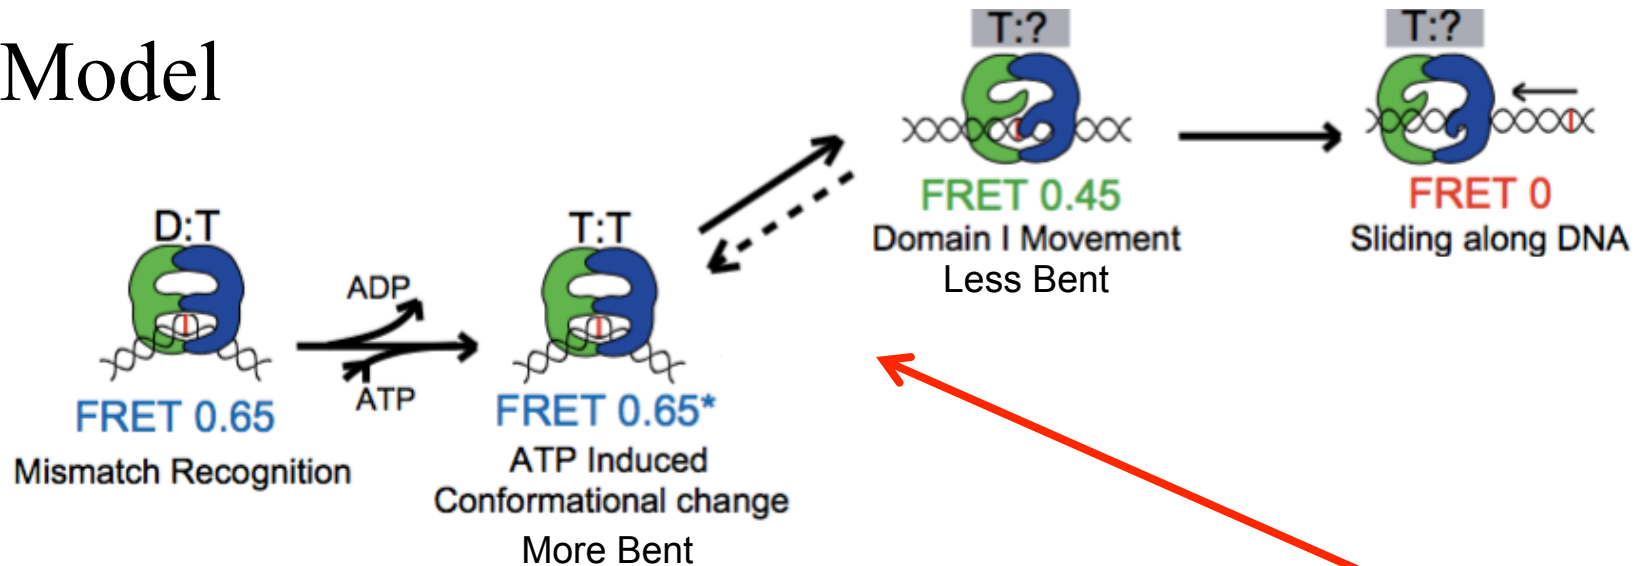 Model
D:T
FRET 0.65
Mismatch Recognition
ADP
ATP
T:T
FRET 0.65*
ATP Induced
Conformational change
More Bent
T:?
FRET 0.45
Domain I Movement
Less Bent
T:?
FRET 0
Sliding along DNA